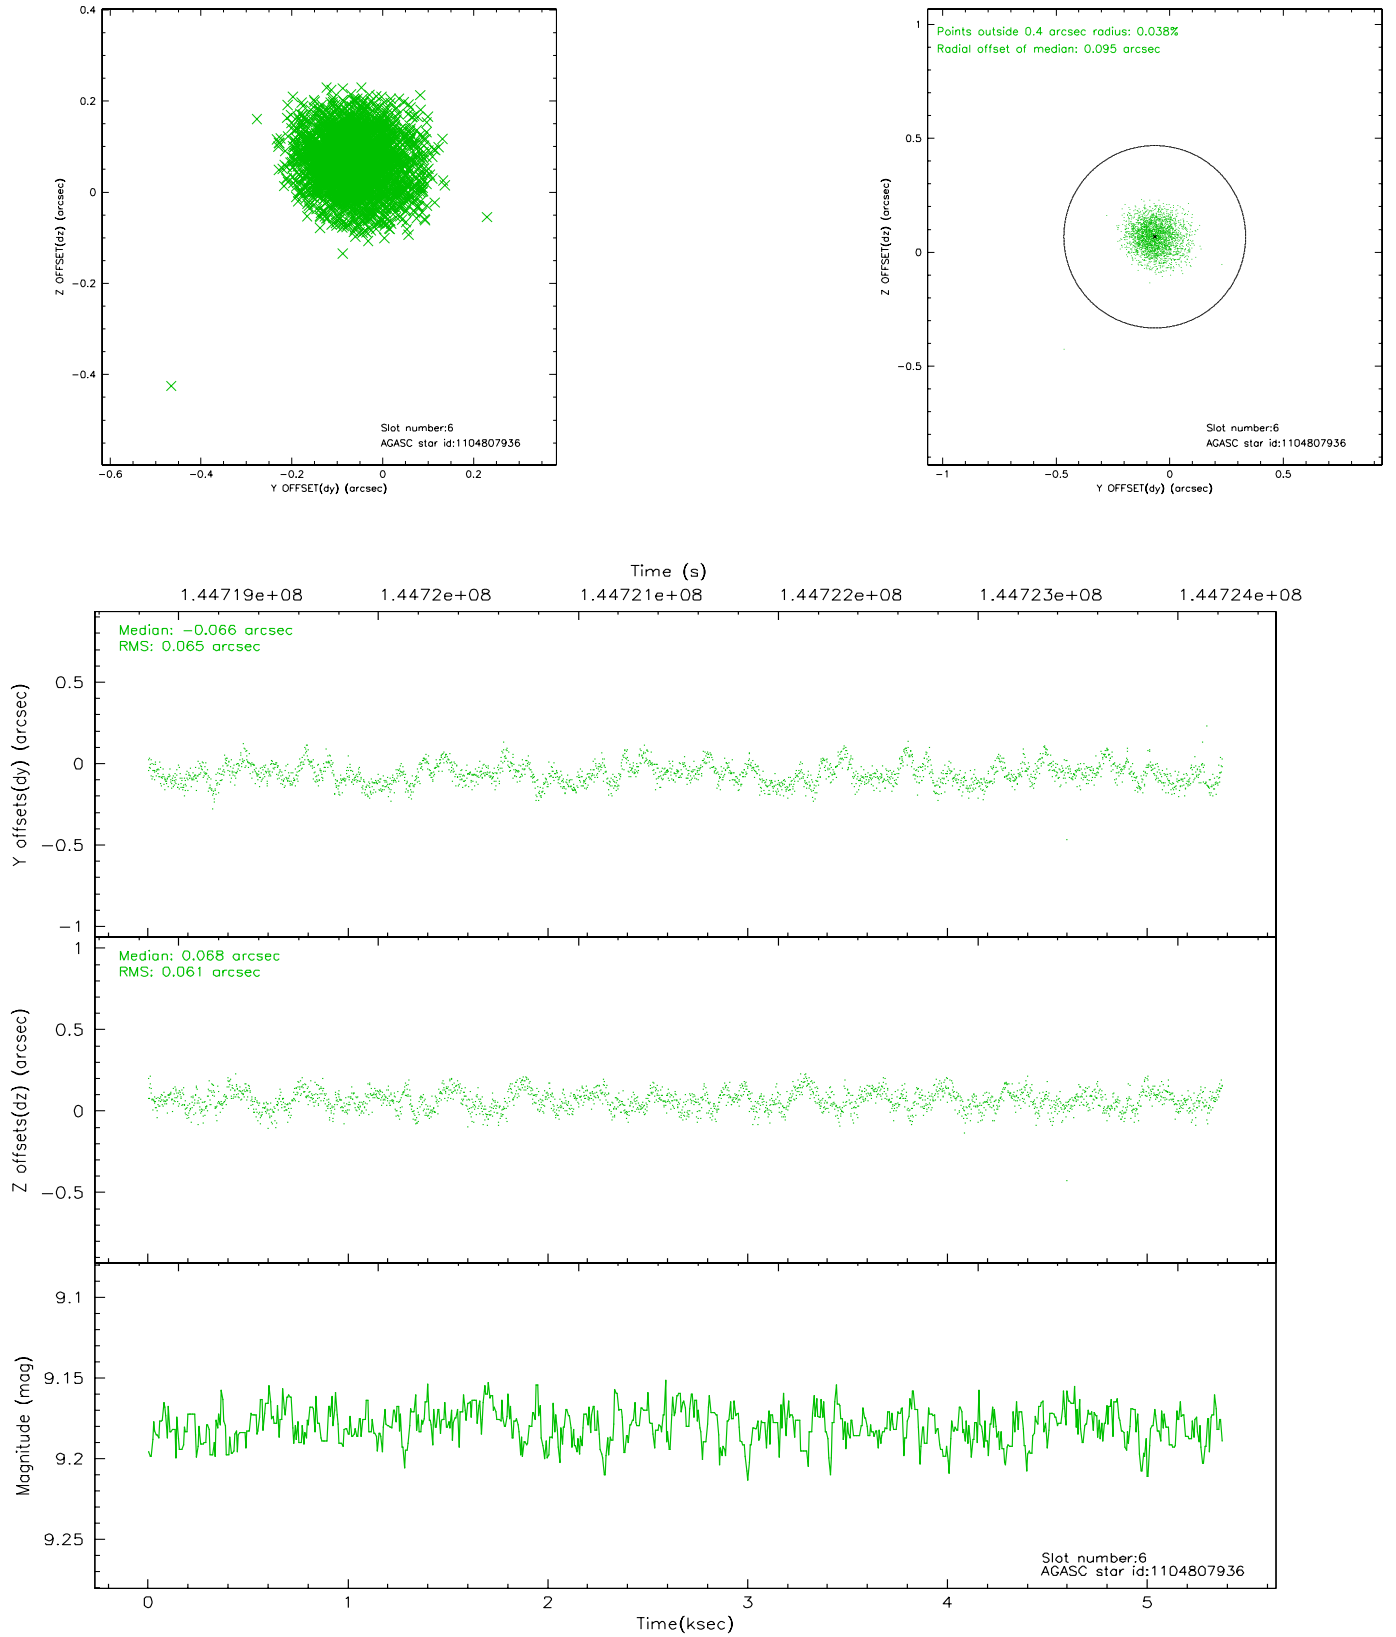 0.4
0.2
0
−0.2
−0.4
Z OFFSET(dz) (arcsec)
Slot number:6
AGASC star id:1104807936
−0.6 −0.4 −0.2 0 0.2
Y OFFSET(dy) (arcsec)
Points outside 0.4 arcsec radius: 0.038%
Radial offset of median: 0.095 arcsec
1
0.5
0
−0.5
Z OFFSET(dz) (arcsec)
Slot number:6
AGASC star id:1104807936
−1 −0.5 0 0.5
Y OFFSET(dy) (arcsec)
Time (s)
1.44719e+08 1.4472e+08 1.44721e+08 1.44722e+08 1.44723e+08 1.44724e+08
Median: −0.066 arcsec
RMS: 0.065 arcsec
0.5
0
−0.5
−1
Y offsets(dy) (arcsec)
Median: 0.068 arcsec
RMS: 0.061 arcsec
1
0.5
0
−0.5
Z offsets(dz) (arcsec)
9.1
9.15
9.2
9.25
Magnitude (mag)
Slot number:6
AGASC star id:1104807936
0 1 2 3 4 5
Time(ksec)